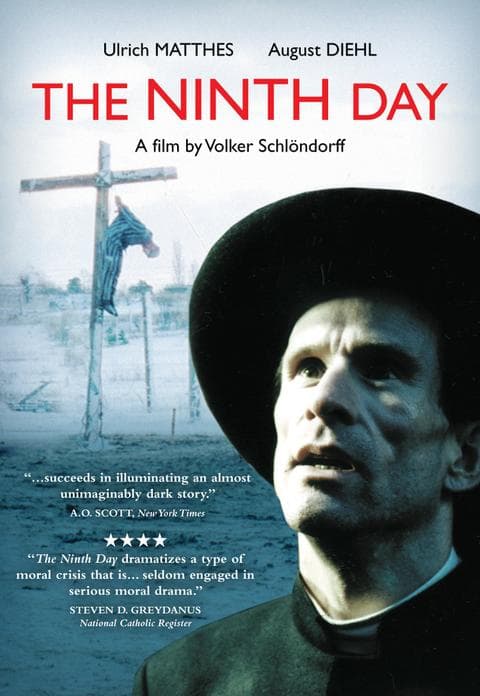 Ulrich MATTHES August DIEHL
THE NINTH DAY
A film by Volker Schlöndorff
“...succeeds in illuminating an almost
unimaginably dark story.”
A.O. SCOTT, New York Times
★★★★
“The Ninth Day dramatizes a type of
moral crisis that is... seldom engaged in
serious moral drama.”
STEVEN D. GREYDANUS
National Catholic Register